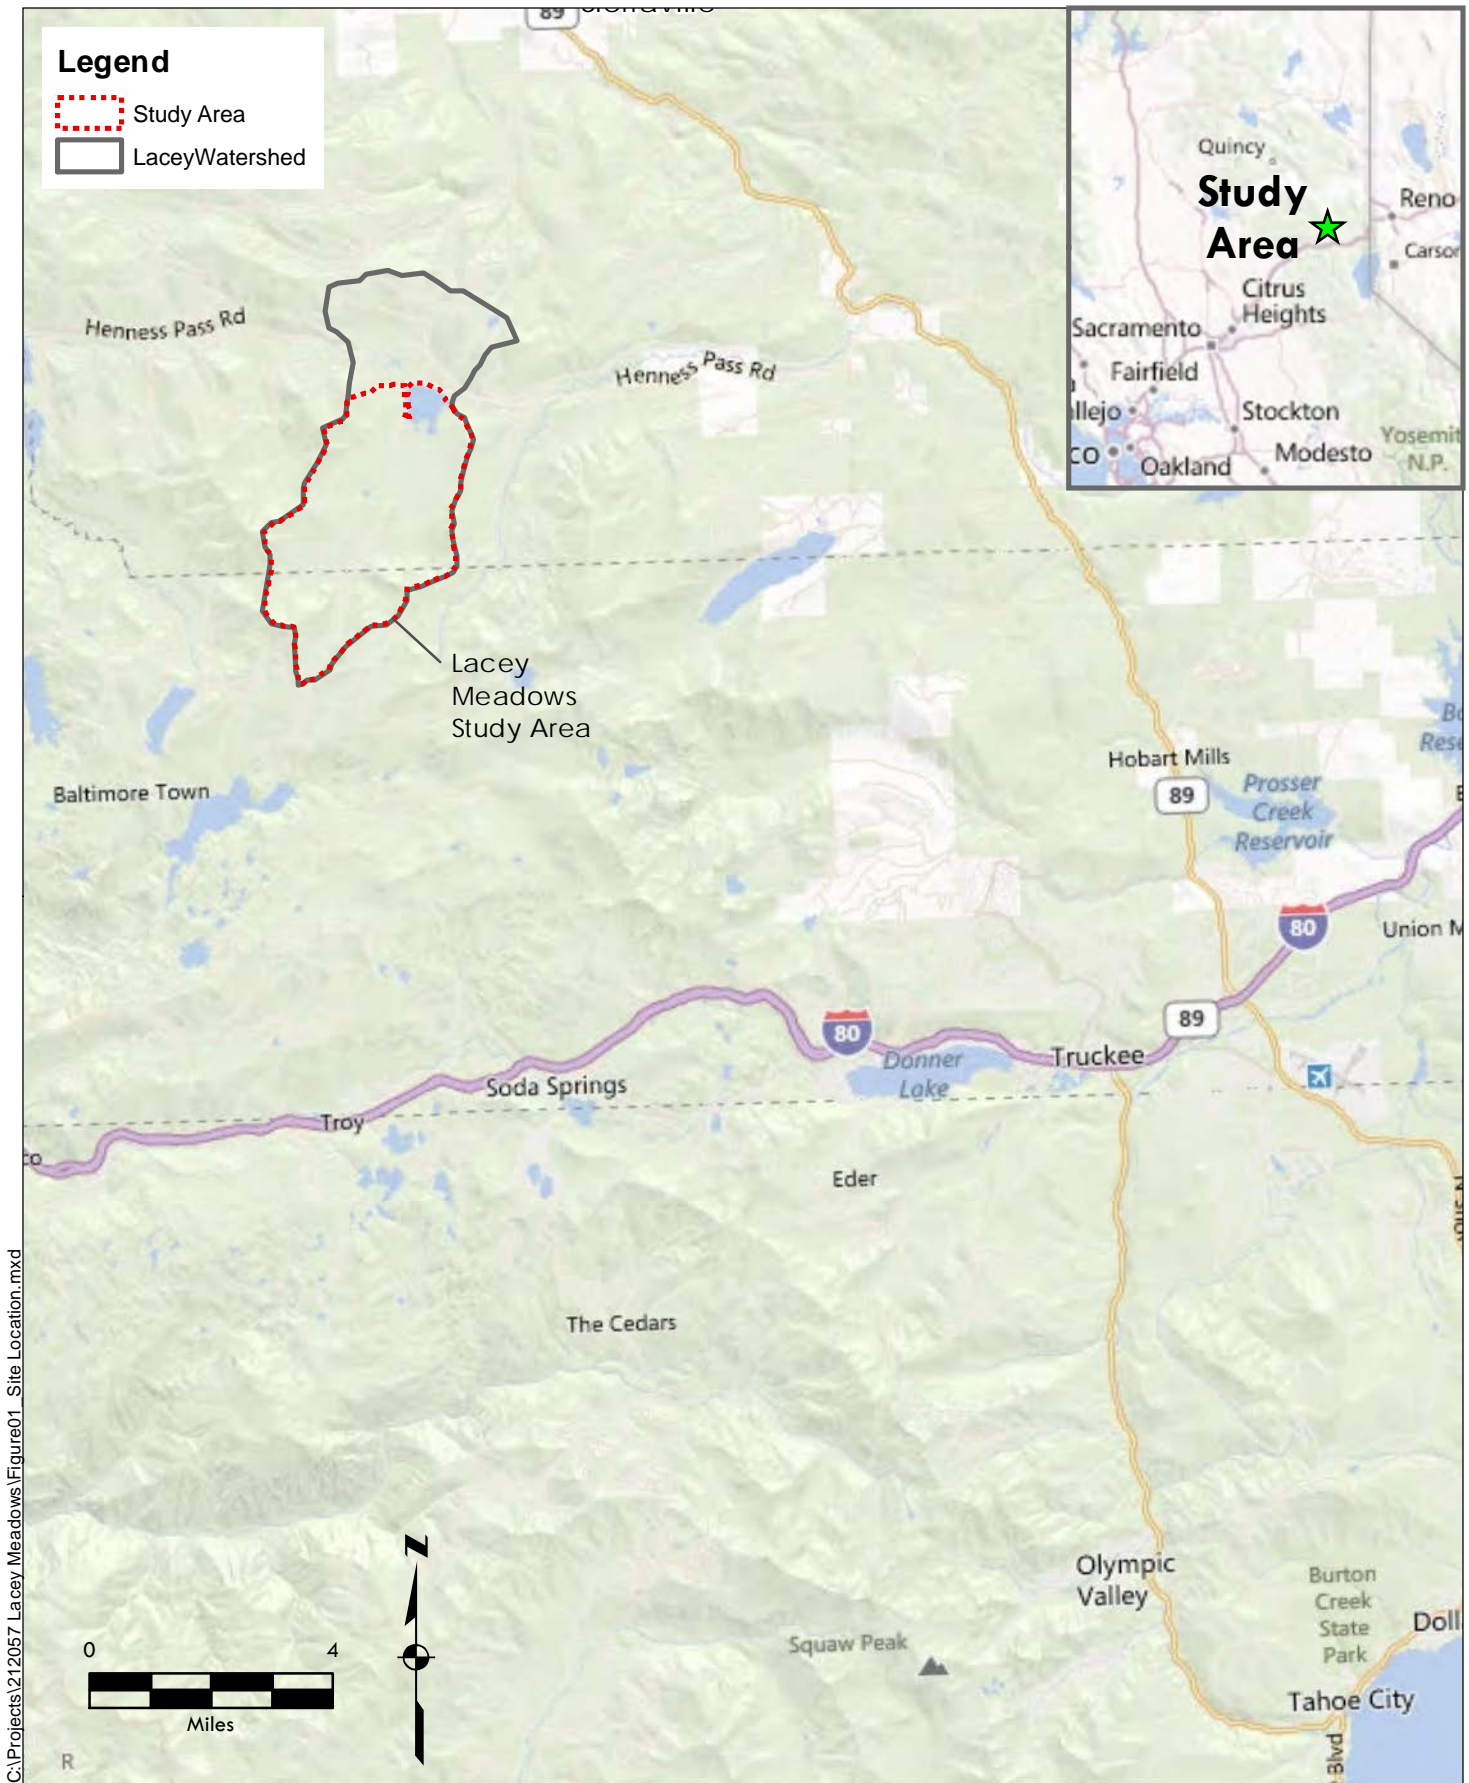 89
Legend
Study Area
LaceyWatershed
Quincy
Study
Area
Reno
Citrus
Heights
Sacramento
Fairfield
Stockton
Modesto
Oakland
N.P.
Henness Pass Rd
Henness Pass Rd
Lacey
Meadows
Study Area
Baltimore Town
Hobart Mills
89
Prosser
Creek
Reservoir
80
Union M
89
80
Donner
Lake
Truckee
Soda Springs
Troy
Eder
The Cedars
Olympic
Valley
Burton
Creek
State
Park
Squaw Peak
Tahoe City
Blvd
0 4
Miles
N
R
C:\Projects\212057 Lacey Meadows\Figure01_Site Location.mxd